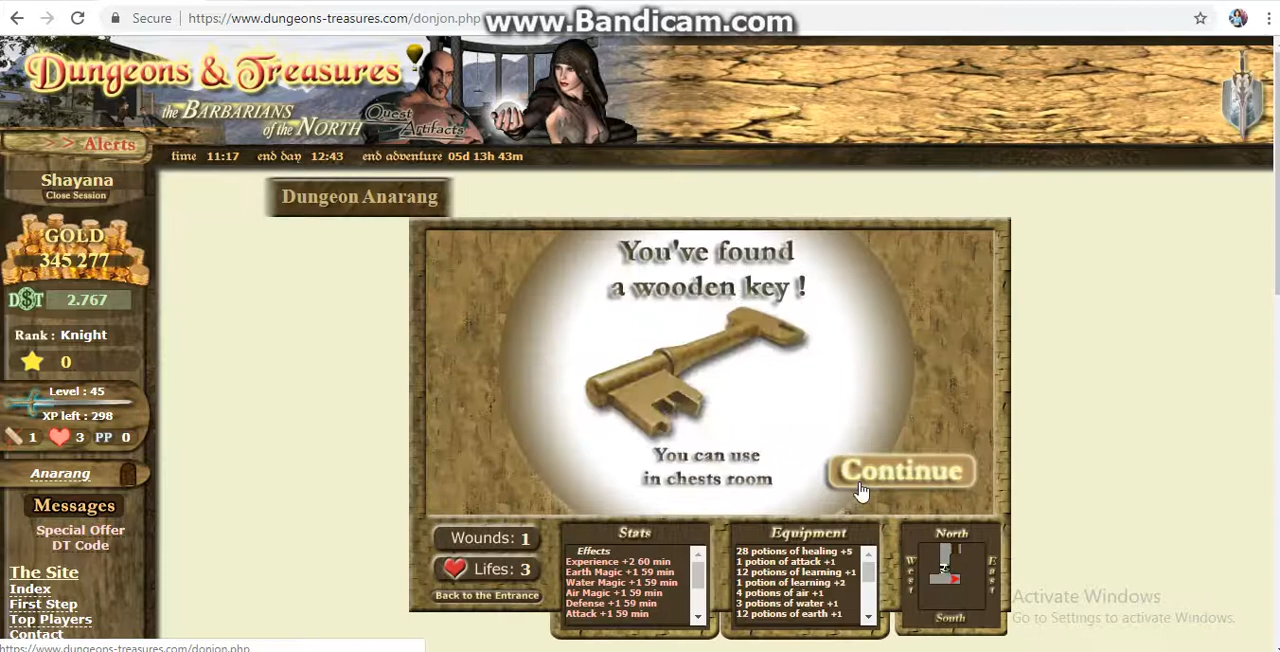 Secure
https://www.dungeons-treasures.com/donjon.php
www.Bandicam.com
Dungeons & Treasures
the BARBARIANS
of the NORTH
Quest
Artifacts
> > Alerts
time 11:17 end day 12:43 end adventure 05d 13h 43m
Shayana
Close Session
Dungeon Anarang
GOLD
345 277
D$T 2.767
Rank : Knight
0
Level : 45
XP left : 298
1 3 PP 0
Anarang
Messages
Special Offer
DT Code
The Site
Index
First Step
Top Players
Contact
You've found
a wooden key !
You can use
in chests room
Continue
Wounds: 1
Lifes: 3
Back to the Entrance
Stats
Effects
Experience +2 60 min
Earth Magic +1 59 min
Water Magic +1 59 min
Air Magic +1 59 min
Defense +1 59 min
Attack +1 59 min
Equipment
28 potions of healing +5
1 potion of attack +1
12 potions of learning +1
1 potion of learning +2
4 potions of air +1
3 potions of water +1
12 potions of earth +1
North
West
East
South
Activate Windows
Go to Settings to activate Windows.
https://www.dungeons-treasures.com/donjon.php